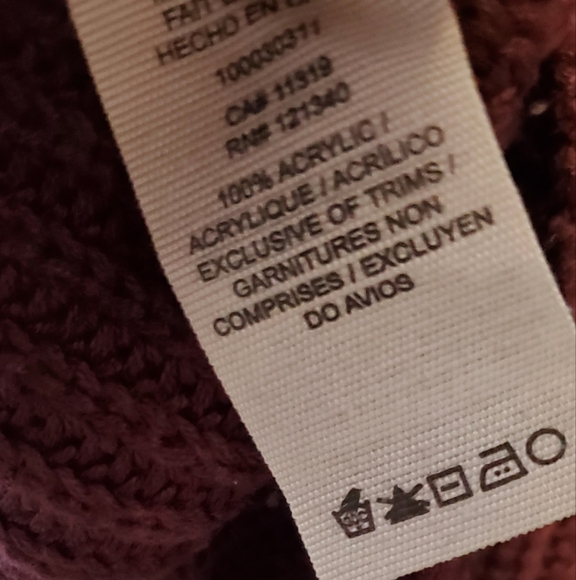 FAIT
HECHO EN
100030311
CA# 11319
RN# 121340
100% ACRYLIC /
ACRYLIQUE / ACRÍLICO
EXCLUSIVE OF TRIMS /
GARNITURES NON
COMPRISES / EXCLUYEN
DO AVIOS